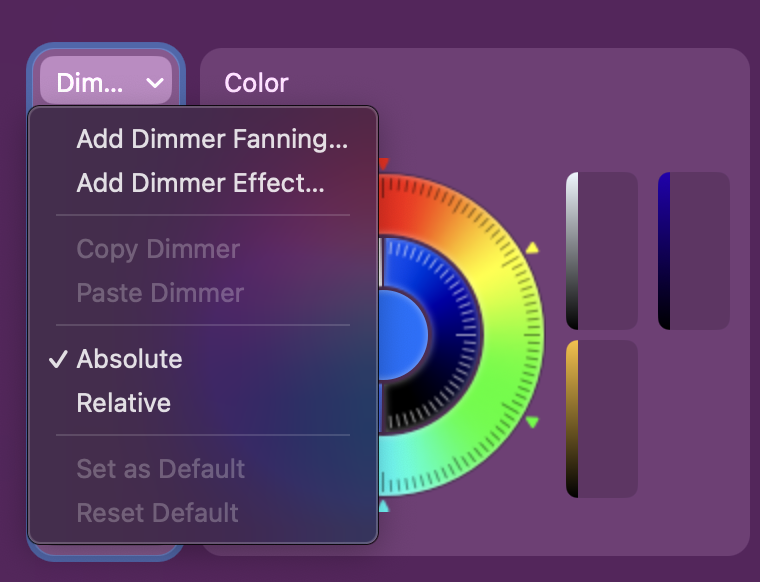 Dim...
Color
Add Dimmer Fanning...
Add Dimmer Effect...
Copy Dimmer
Paste Dimmer
Absolute
Relative
Set as Default
Reset Default